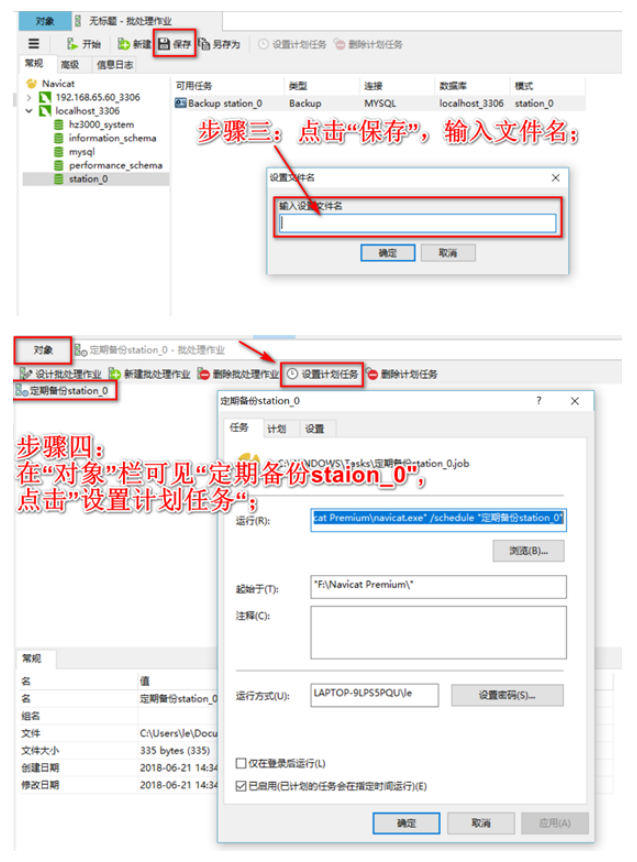 对象 无标题 - 批处理作业
开始 新建 保存 另存为 设置计划任务 删除计划任务
常规 高级 信息日志
Navicat
192.168.65.60_3306
localhost_3306
hz3000_system
information_schema
mysql
performance_schema
station_0
可用任务 类型 连接 数据库 模式
Backup station_0 Backup MYSQL localhost_3306 station_0
步骤三：点击“保存”，输入文件名；
设置文件名
输入设置文件名
确定 取消
对象 定期备份station_0 - 批处理作业
设计批处理作业 新建批处理作业 删除批处理作业 设置计划任务 删除计划任务
定期备份station_0
步骤四：
在“对象”栏可见“定期备份staion_0",
点击”设置计划任务“；
定期备份station_0 ?
任务 计划 设置
NDOWS\Tasks\定期备份station_0.job
运行(R): cat Premium\navicat.exe" /schedule "定期备份station_0"
浏览(B)...
起始于(T): "F:\Navicat Premium\"
注释(C):
运行方式(U): LAPTOP-9LPS5PQU\le 设置密码(S)...
仅在登录后运行(L)
已启用(已计划的任务会在指定时间运行)(E)
确定 取消 应用(A)
常规
名 值
名 定期备份station_0
组名
文件 C:\Users\le\Docu
文件大小 335 bytes (335)
创建日期 2018-06-21 14:34
修改日期 2018-06-21 14:34